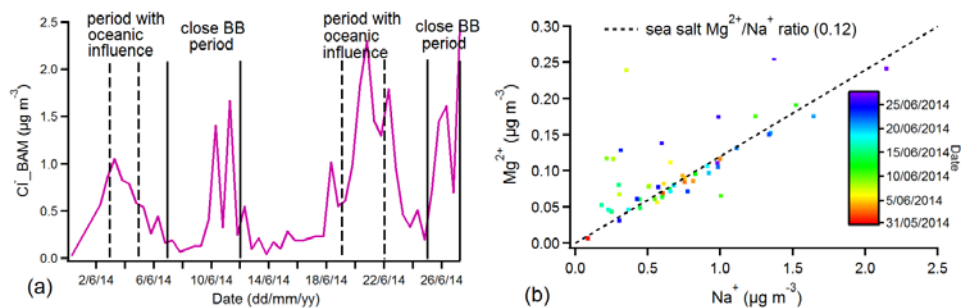 period with
oceanic
influence
close BB
period
period with
oceanic
influence
close BB
period
2.5
2.0
1.5
1.0
0.5
0.0
Cl⁻_BAM (µg m⁻³)
2/6/14 6/6/14 10/6/14 14/6/14 18/6/14 22/6/14 26/6/14
Date (dd/mm/yy)
(a)
sea salt Mg²⁺/Na⁺ ratio (0.12)
0.30
0.25
0.20
0.15
0.10
0.05
0.00
Mg²⁺ (µg m⁻³)
25/06/2014
20/06/2014
15/06/2014
10/06/2014
5/06/2014
31/05/2014
Date
0.0 0.5 1.0 1.5 2.0 2.5
Na⁺ (µg m⁻³)
(b)